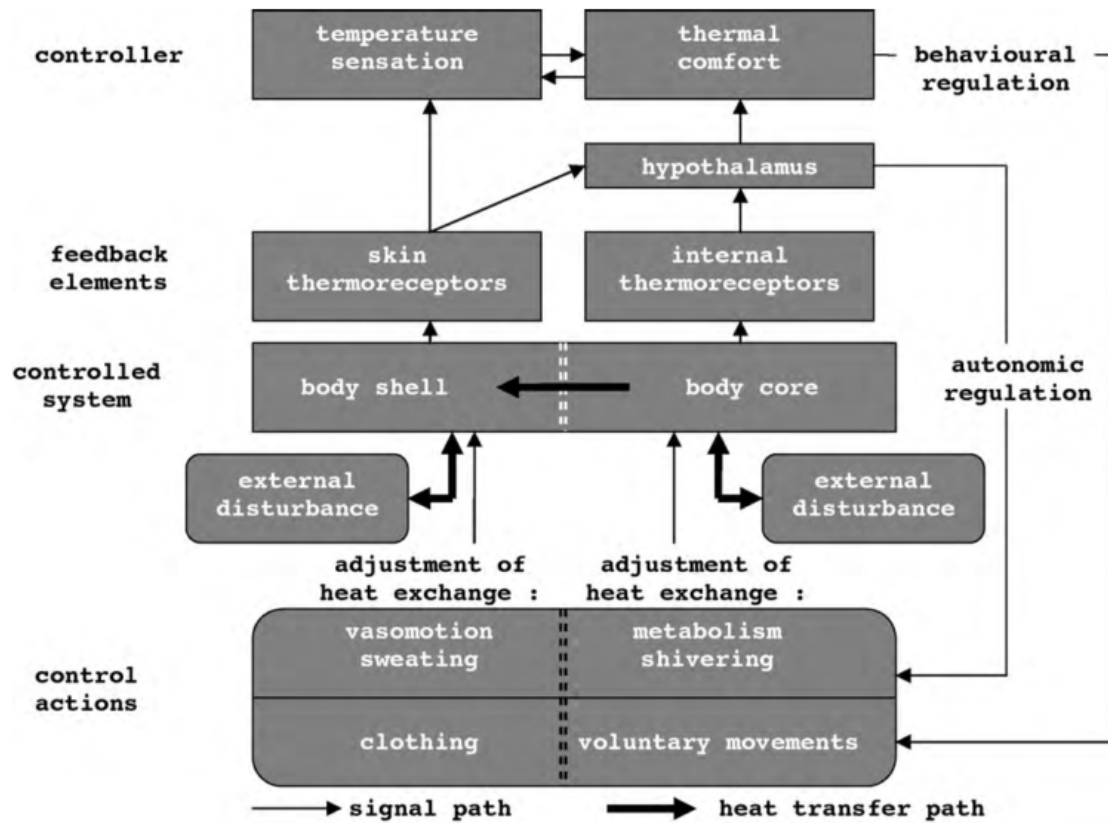 controller
temperature
sensation
thermal
comfort
behavioural
regulation
hypothalamus
feedback
elements
skin
thermoreceptors
internal
thermoreceptors
controlled
system
body shell
body core
autonomic
regulation
external
disturbance
external
disturbance
adjustment of
heat exchange :
adjustment of
heat exchange :
control
actions
vasomotion
sweating
metabolism
shivering
clothing
voluntary movements
signal path
heat transfer path